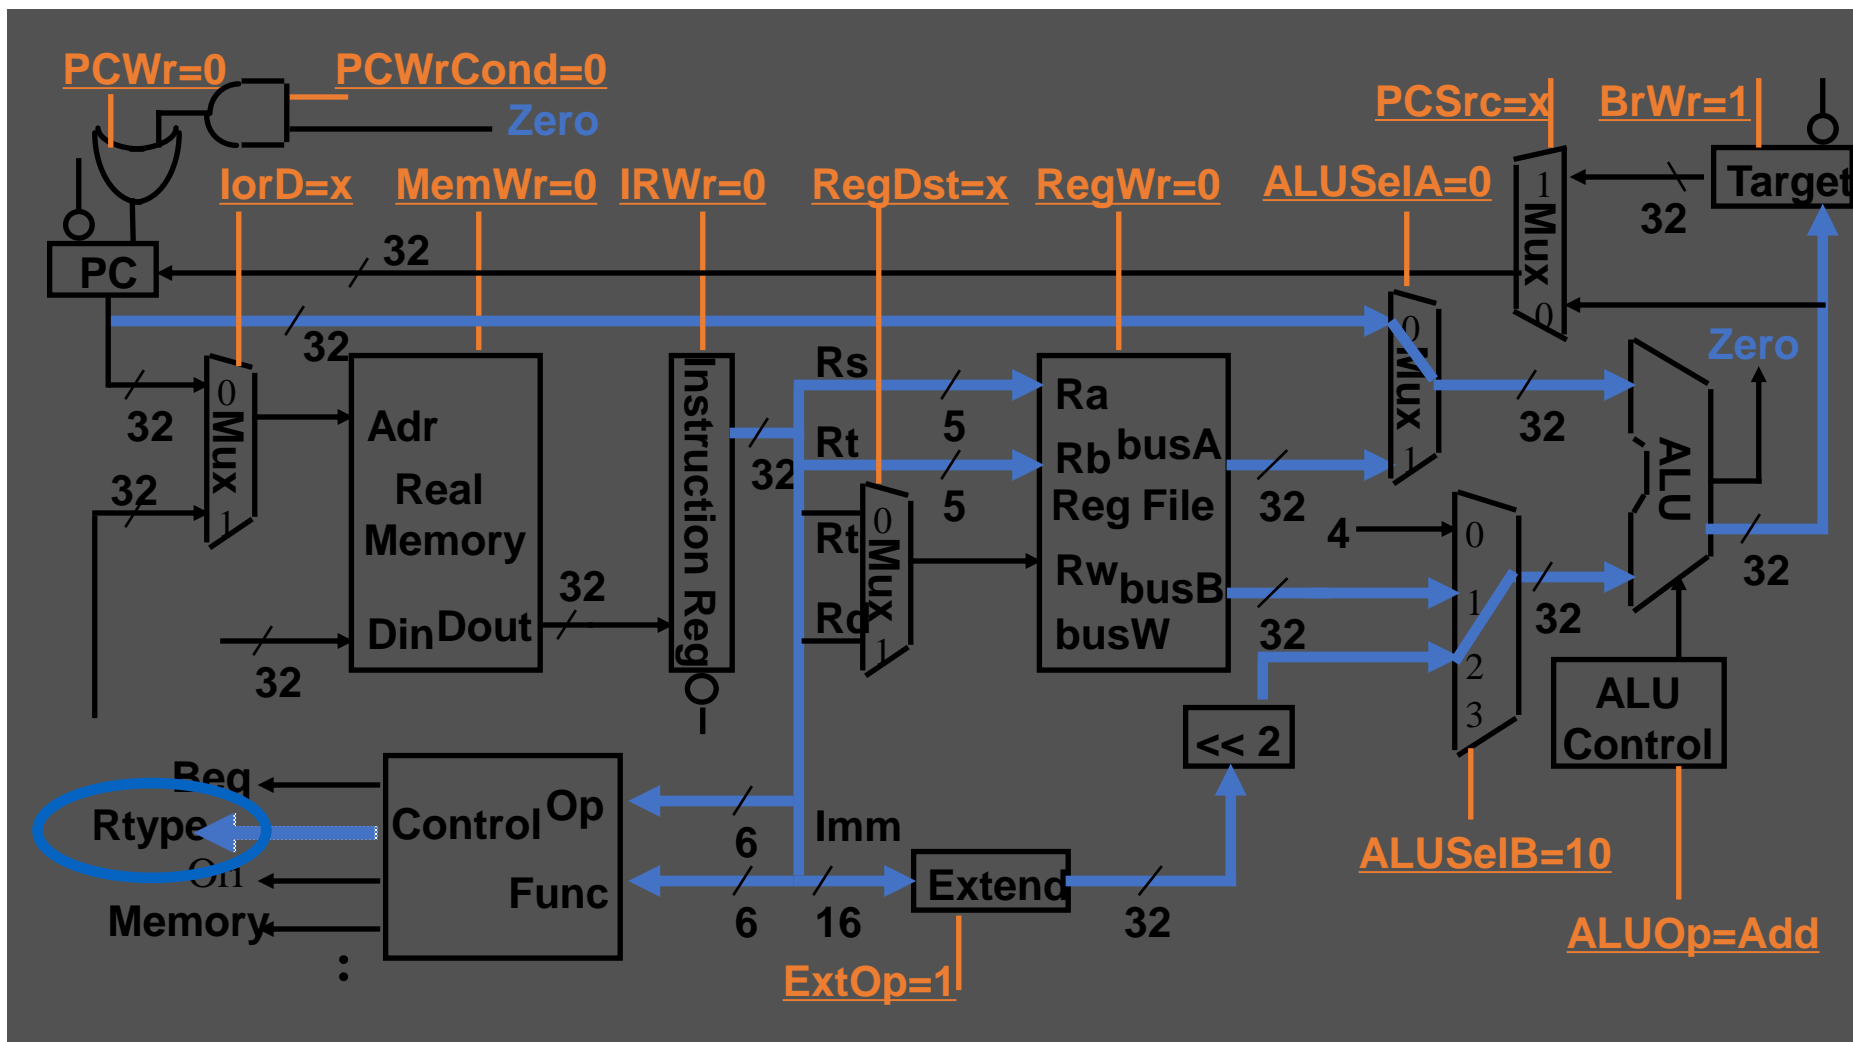 PCWr=0
PCWrCond=0
Zero
PCSrc=x
BrWr=1
IorD=x
MemWr=0
IRWr=0
RegDst=x
RegWr=0
ALUSelA=0
1
Mux
0
32
Target
PC
32
32
0
Mux
1
32
32
Adr
Real
Memory
Din
Dout
32
32
Instruction Reg
32
Rs
5
Rt
5
Rt
Rd
0
Mux
1
Ra
Rb
busA
Reg File
Rw
busB
busW
32
32
0
Mux
1
32
4
0
1
2
3
32
Zero
ALU
32
<< 2
ALU
Control
Beq
Rtype
Ori
Memory
:
Control
Op
Func
6
6
Imm
16
Extend
32
ExtOp=1
ALUSelB=10
ALUOp=Add